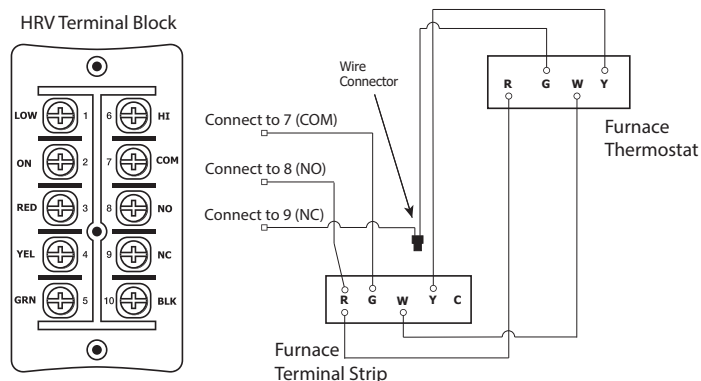 HRV Terminal Block
LOW 1 6 HI
ON 2 7 COM
RED 3 8 NO
YEL 4 9 NC
GRN 5 10 BLK
Connect to 7 (COM)
Connect to 8 (NO)
Connect to 9 (NC)
Wire
Connector
R G W Y
Furnace
Thermostat
R G W Y C
Furnace
Terminal Strip